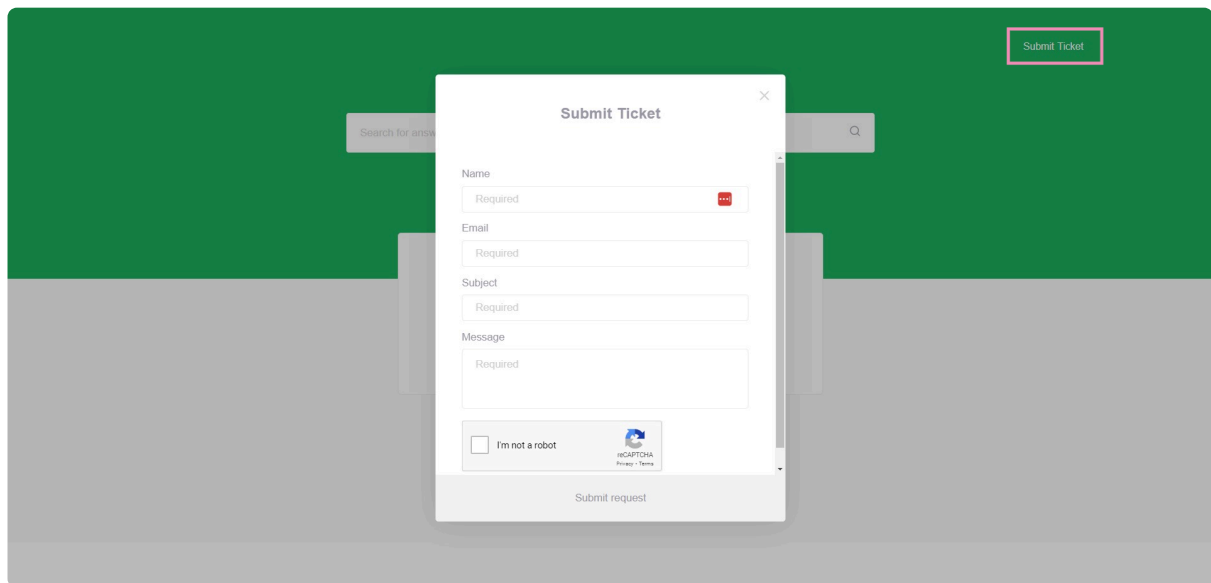 Submit Ticket
Submit Ticket
Search for answ
Name
Required
Email
Required
Subject
Required
Message
Required
I'm not a robot
reCAPTCHA
Privacy - Terms
Submit request